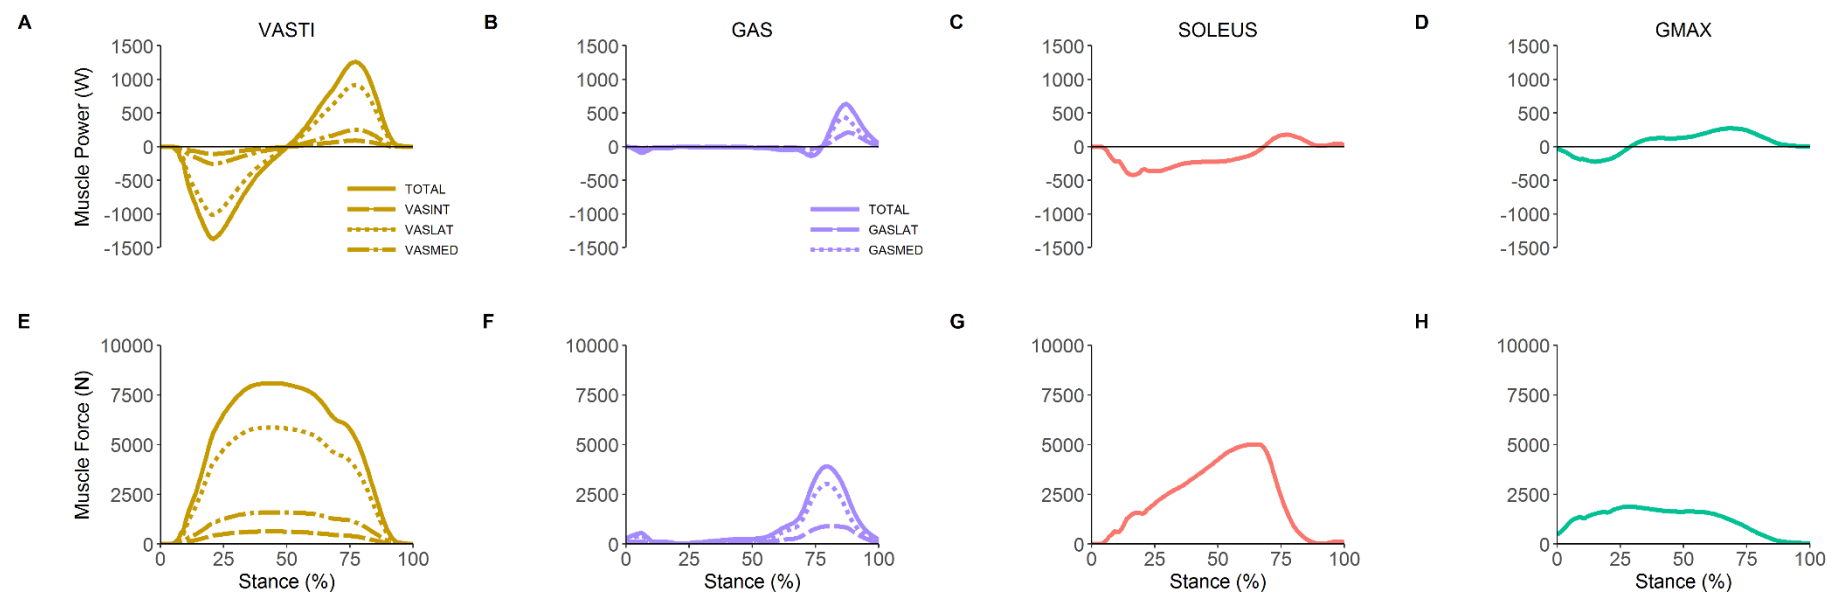 A
VASTI
B
GAS
C
SOLEUS
D
GMAX
Muscle Power (W)
1500
1000
500
0
-500
-1000
-1500
TOTAL
VASINT
VASLAT
VASMED
1500
1000
500
0
-500
-1000
-1500
TOTAL
GASLAT
GASMED
1500
1000
500
0
-500
-1000
-1500
1500
1000
500
0
-500
-1000
-1500
E
F
G
H
Muscle Force (N)
10000
7500
5000
2500
0
0 25 50 75 100
Stance (%)
10000
7500
5000
2500
0
0 25 50 75 100
Stance (%)
10000
7500
5000
2500
0
0 25 50 75 100
Stance (%)
10000
7500
5000
2500
0
0 25 50 75 100
Stance (%)